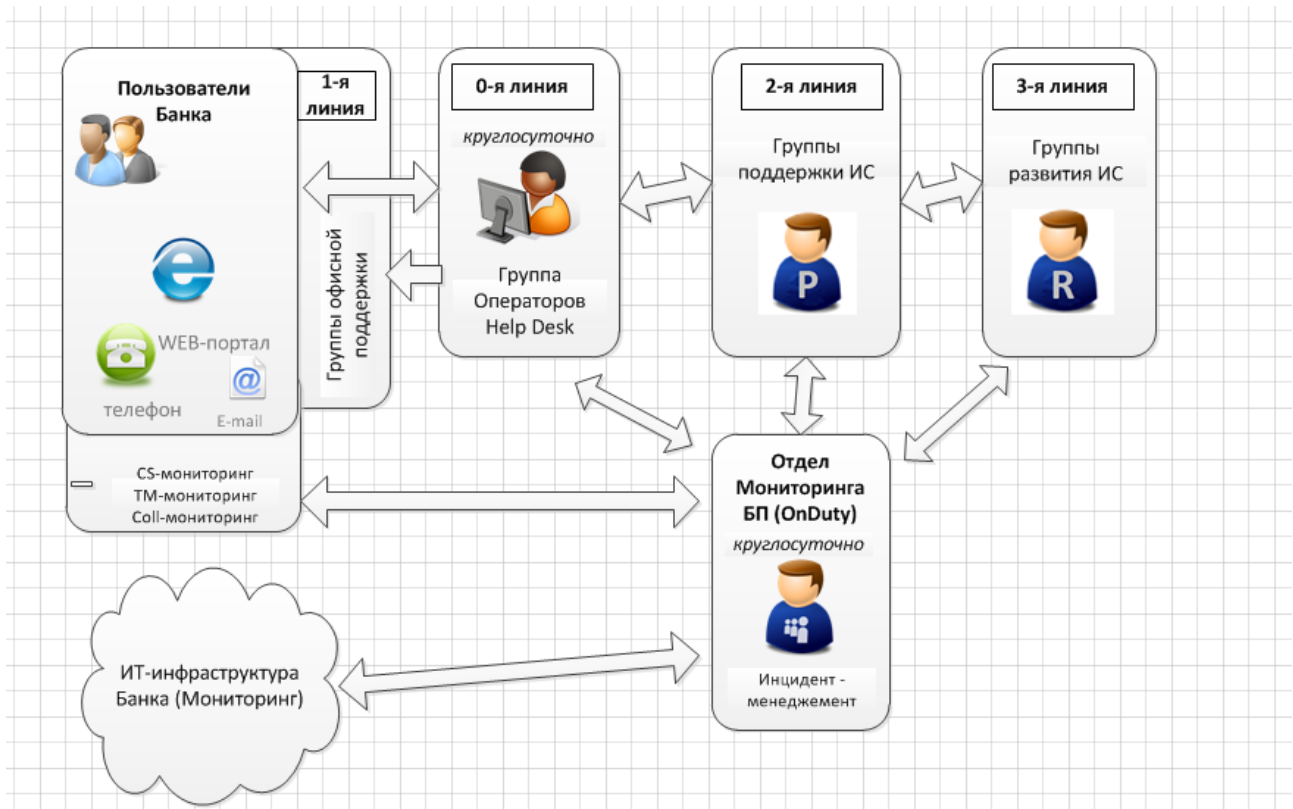 Пользователи
Банка
WEB-портал
телефон
E-mail
1-я
линия
Группы офисной
поддержки
CS-мониторинг
TM-мониторинг
Coll-мониторинг
0-я линия
круглосуточно
Группа
Операторов
Help Desk
2-я линия
Группы
поддержки ИС
P
3-я линия
Группы
развития ИС
R
Отдел
Мониторинга
БП (OnDuty)
круглосуточно
Инцидент -
менеджемент
ИТ-инфраструктура
Банка (Мониторинг)